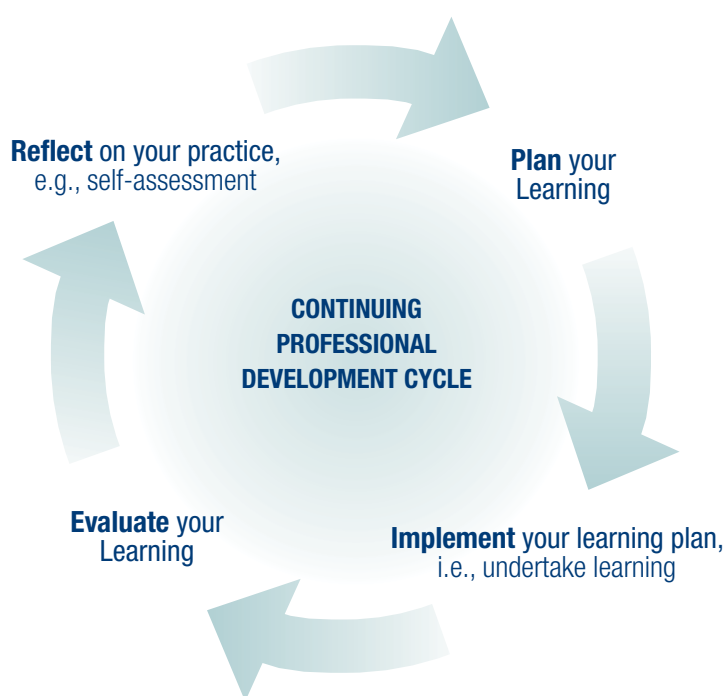 Reflect on your practice,
e.g., self-assessment
Plan your
Learning
CONTINUING
PROFESSIONAL
DEVELOPMENT CYCLE
Evaluate your
Learning
Implement your learning plan,
i.e., undertake learning